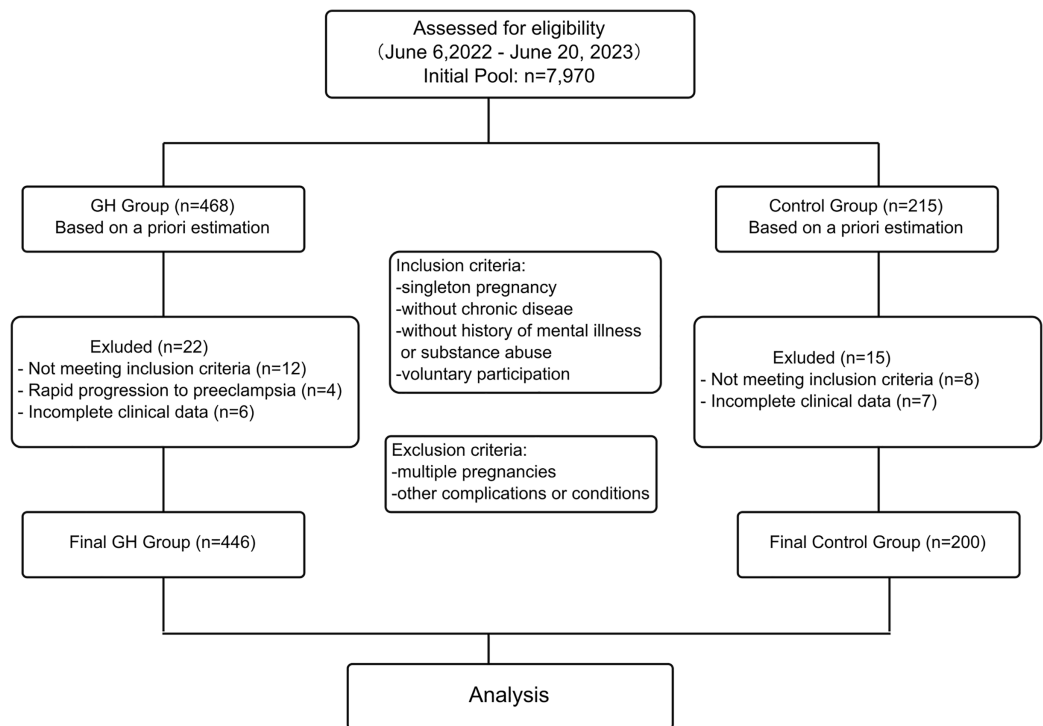 Assessed for eligibility
（June 6,2022 - June 20, 2023）
Initial Pool: n=7,970
GH Group (n=468)
Based on a priori estimation
Control Group (n=215)
Based on a priori estimation
Inclusion criteria:
-singleton pregnancy
-without chronic diseae
-without history of mental illness
or substance abuse
-voluntary participation
Exluded (n=22)
- Not meeting inclusion criteria (n=12)
- Rapid progression to preeclampsia (n=4)
- Incomplete clinical data (n=6)
Exluded (n=15)
- Not meeting inclusion criteria (n=8)
- Incomplete clinical data (n=7)
Exclusion criteria:
-multiple pregnancies
-other complications or conditions
Final GH Group (n=446)
Final Control Group (n=200)
Analysis